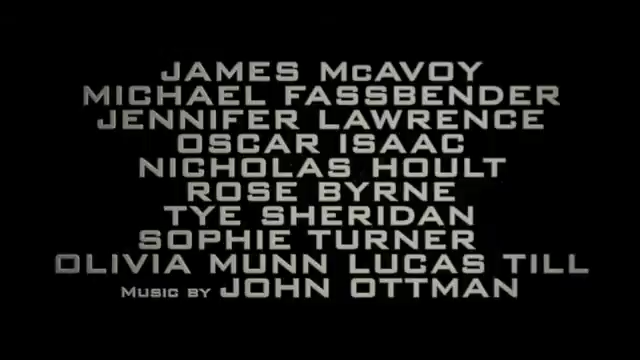 JAMES McAVOY
MICHAEL FASSBENDER
JENNIFER LAWRENCE
OSCAR ISAAC
NICHOLAS HOULT
ROSE BYRNE
TYE SHERIDAN
SOPHIE TURNER
OLIVIA MUNN LUCAS TILL
MUSIC BY JOHN OTTMAN